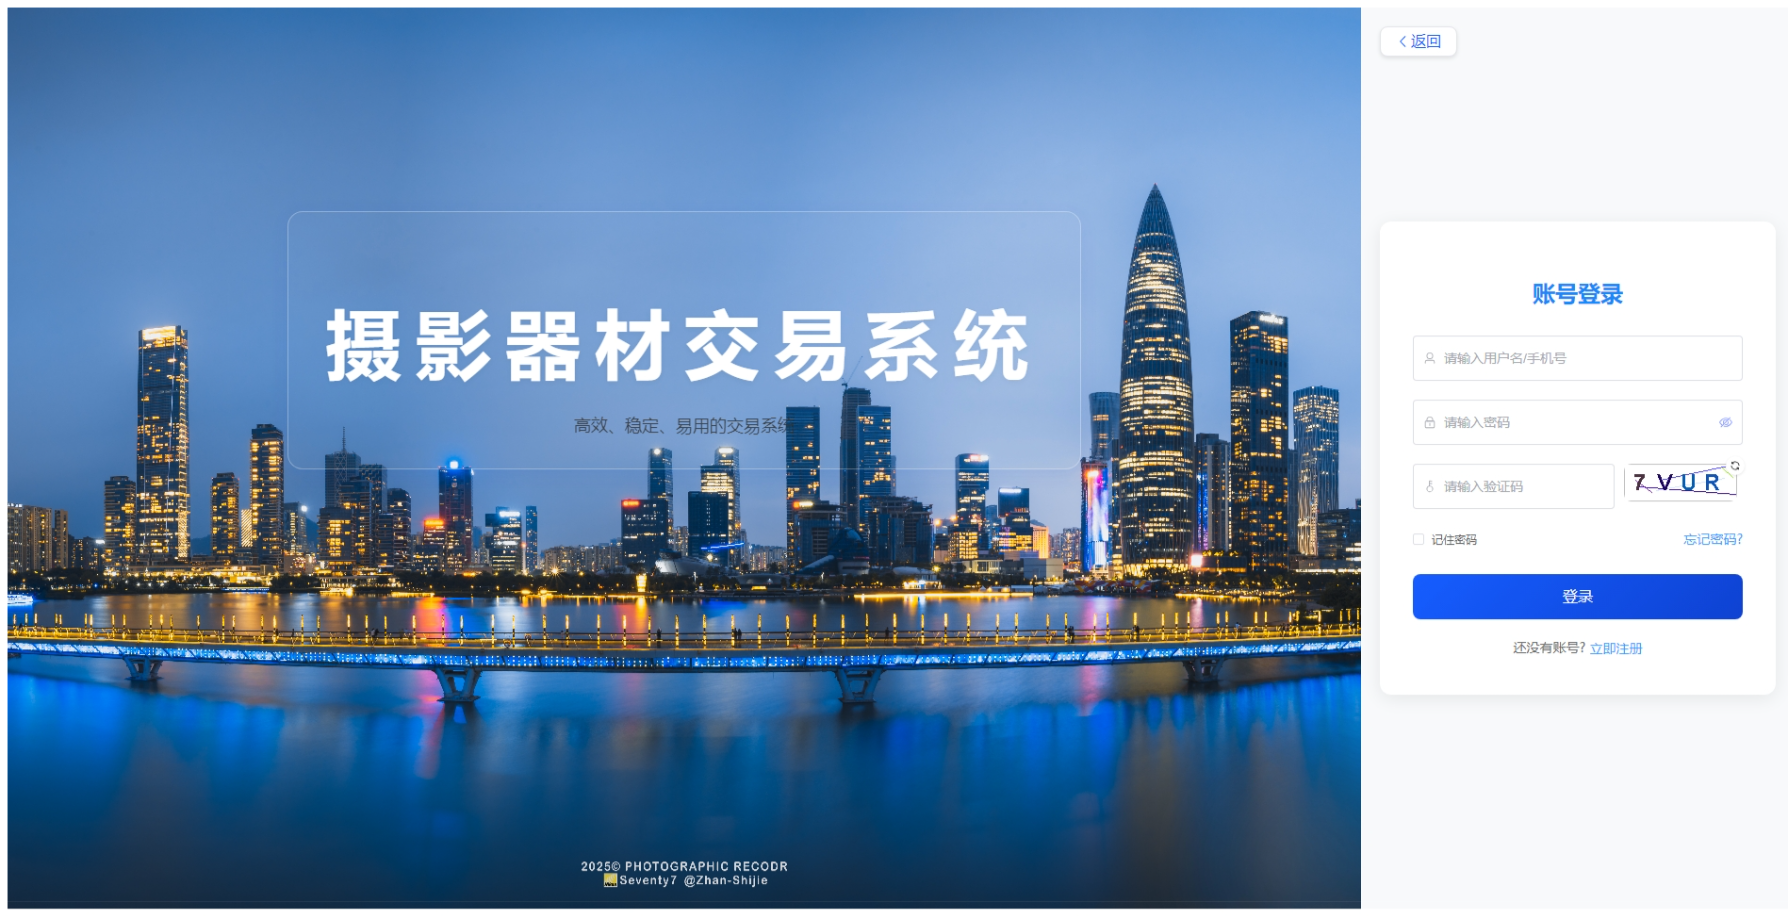 摄影器材交易系统
高效、稳定、易用的交易系统
2025© PHOTOGRAPHIC RECODR
Seventy7 @Zhan-Shijie
返回
账号登录
请输入用户名/手机号
请输入密码
请输入验证码
7VUR
记住密码
忘记密码?
登录
还没有账号? 立即注册